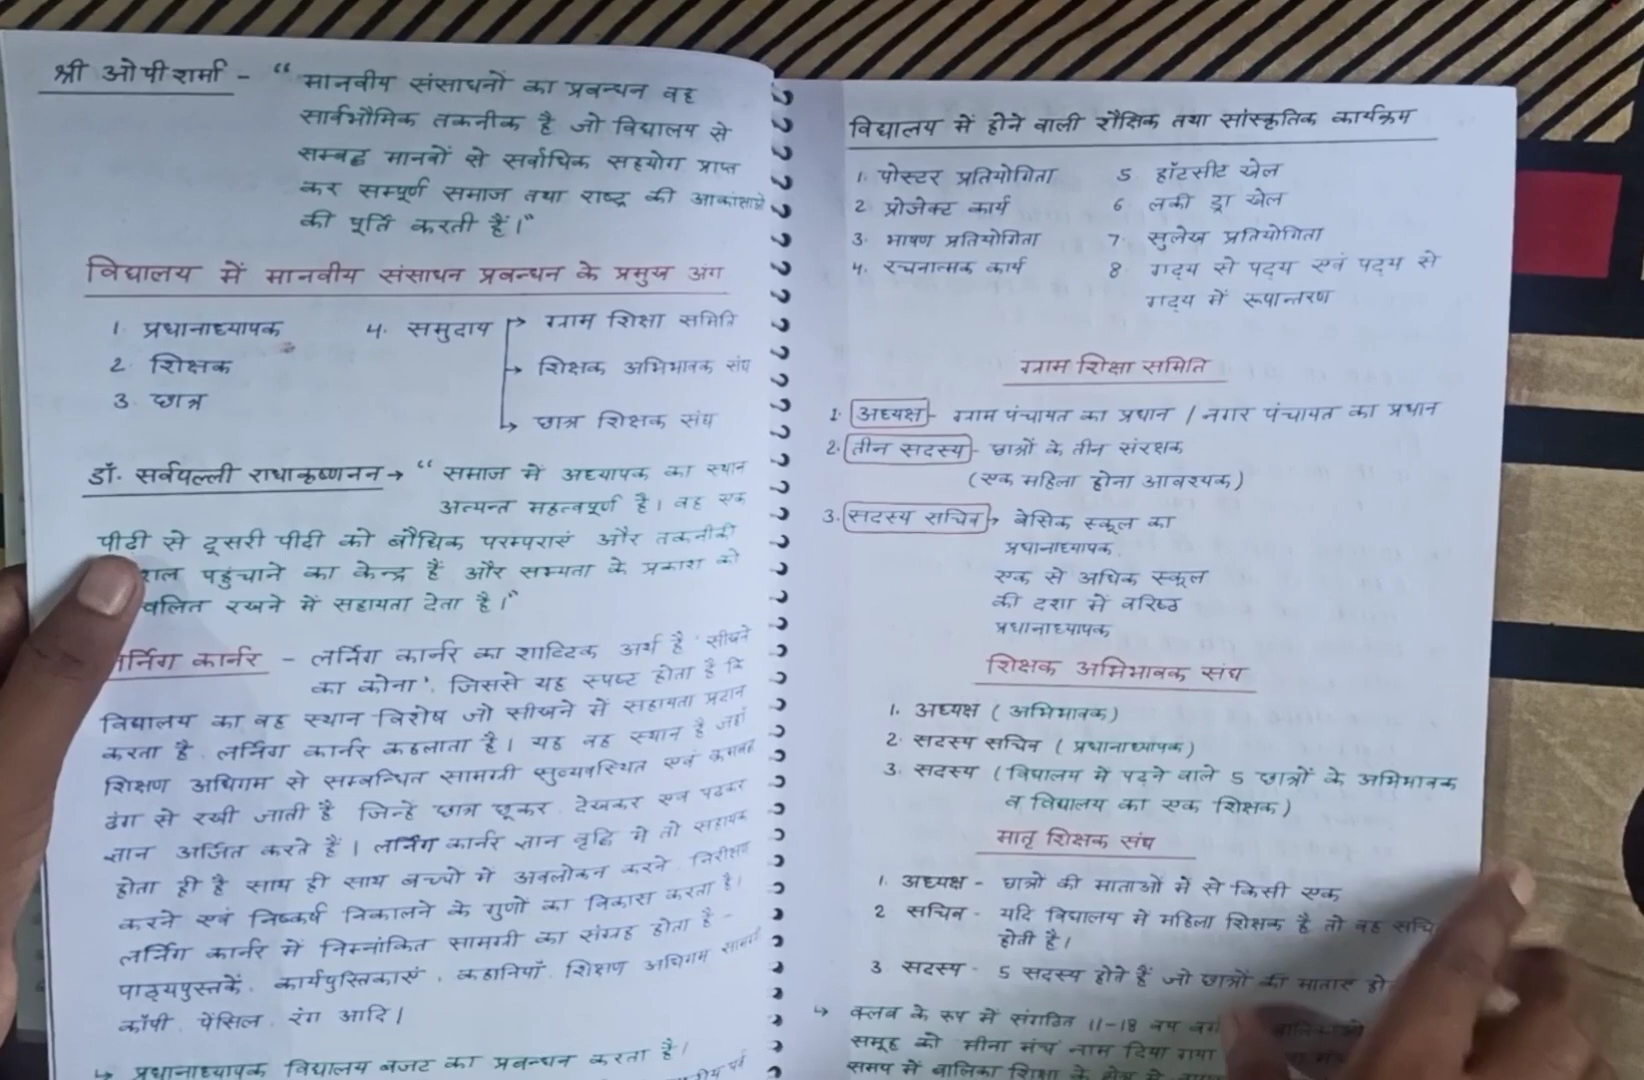 श्री ओ पी शर्मा - “ मानवीय संसाधनों का प्रबन्धन वह
सार्वभौमिक तकनीक है जो विद्यालय से
सम्बद्ध मानवों से सर्वाधिक सहयोग प्राप्त
कर सम्पूर्ण समाज तथा राष्ट्र की आकांक्षाओं
की पूर्ति करती हैं।”
विद्यालय में मानवीय संसाधन प्रबन्धन के प्रमुख अंग
1. प्रधानाध्यापक
2. शिक्षक
3. छात्र
4. समुदाय → ग्राम शिक्षा समिति
→ शिक्षक अभिभावक संघ
→ छात्र शिक्षक संघ
डॉ. सर्वपल्ली राधाकृष्णनन → “ समाज में अध्यापक का स्थान
अत्यन्त महत्वपूर्ण है। वह एक
पीढ़ी से दूसरी पीढ़ी को बौधिक परम्पराएं और तकनीकी
पहुंचाने का केन्द्र हैं और सभ्यता के प्रकाश को
रखने में सहायता देता है।”
कार्नर - लर्निग कार्नर का शाब्दिक अर्थ है 'सीखने
का कोना'. जिससे यह स्पष्ट होता है कि
विद्यालय का वह स्थान विशेष जो सीखने में सहायता प्रदान
करता है. लर्निग कार्नर कहलाता है। यह वह स्थान है जहां
शिक्षण अधिगम से सम्बन्धित सामग्री सुव्यवस्थित एवं क्रमबद्ध
ढंग से रखी जाती है जिन्हें छात्र छूकर. देखकर एवं पढकर
ज्ञान अर्जित करते हैं। लर्निग कार्नर ज्ञान वृद्धि मे तो सहायक
होता ही है साथ ही साथ बच्चो में अवलोकन करने. निरीक्षण
करने एवं निष्कर्ष निकालने के गुणों का विकास करता है।
लर्निग कार्नर में निम्नांकित सामग्री का संग्रह होता है -
पाठ्यपुस्तकें. कार्यपुस्तिकाएं. कहानियाँ. शिक्षण अधिगम सामग्री
कॉपी. पेंसिल. रंग आदि।
↳ प्रधानाध्यापक विद्यालय बजट का प्रबन्धन करता है।
विद्यालय में होने वाली शैक्षिक तथा सांस्कृतिक कार्यक्रम
1. पोस्टर प्रतियोगिता
2. प्रोजेक्ट कार्य
3. भाषण प्रतियोगिता
4. रचनात्मक कार्य
5. हॉटसीट खेल
6. लकी ड्रा खेल
7. सुलेख प्रतियोगिता
8. गद्य से पद्य एवं पद्य से
गद्य में रूपान्तरण
ग्राम शिक्षा समिति
1. अध्यक्ष - ग्राम पंचायत का प्रधान / नगर पंचायत का प्रधान
2. तीन सदस्य - छात्रों के तीन संरक्षक
(एक महिला होना आवश्यक)
3. सदस्य सचिव → बेसिक स्कूल का
प्रधानाध्यापक.
एक से अधिक स्कूल
की दशा में वरिष्ठ
प्रधानाध्यापक
शिक्षक अभिभावक संघ
1. अध्यक्ष ( अभिभावक)
2. सदस्य सचिव ( प्रधानाध्यापक)
3. सदस्य (विद्यालय मे पढ़ने वाले 5 छात्रों के अभिभावक
व विद्यालय का एक शिक्षक)
मातृ शिक्षक संघ
1. अध्यक्ष - छात्रों की माताओं में से किसी एक
2 सचिव - यदि विद्यालय में महिला शिक्षक है तो वह
होती है।
3 सदस्य - 5 सदस्य होते हैं जो छात्रों की माताएं
↳ क्लब के रूप में संगठित 11-18
समूह को मीना मंच नाम दिया गया
समय में बालिका शिक्षा के